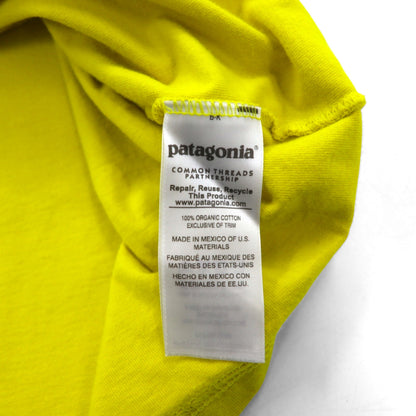 patagonia®
COMMON THREADS
PARTNERSHIP
Repair, Reuse, Recycle
This Product
www.patagonia.com
100% ORGANIC COTTON
EXCLUSIVE OF TRIM
MADE IN MEXICO OF U.S.
MATERIALS
FABRIQUÉ AU MEXIQUE DES
MATIÈRES DES ETATS-UNIS
HECHO EN MEXICO CON
MATERIALES DE EE.UU.